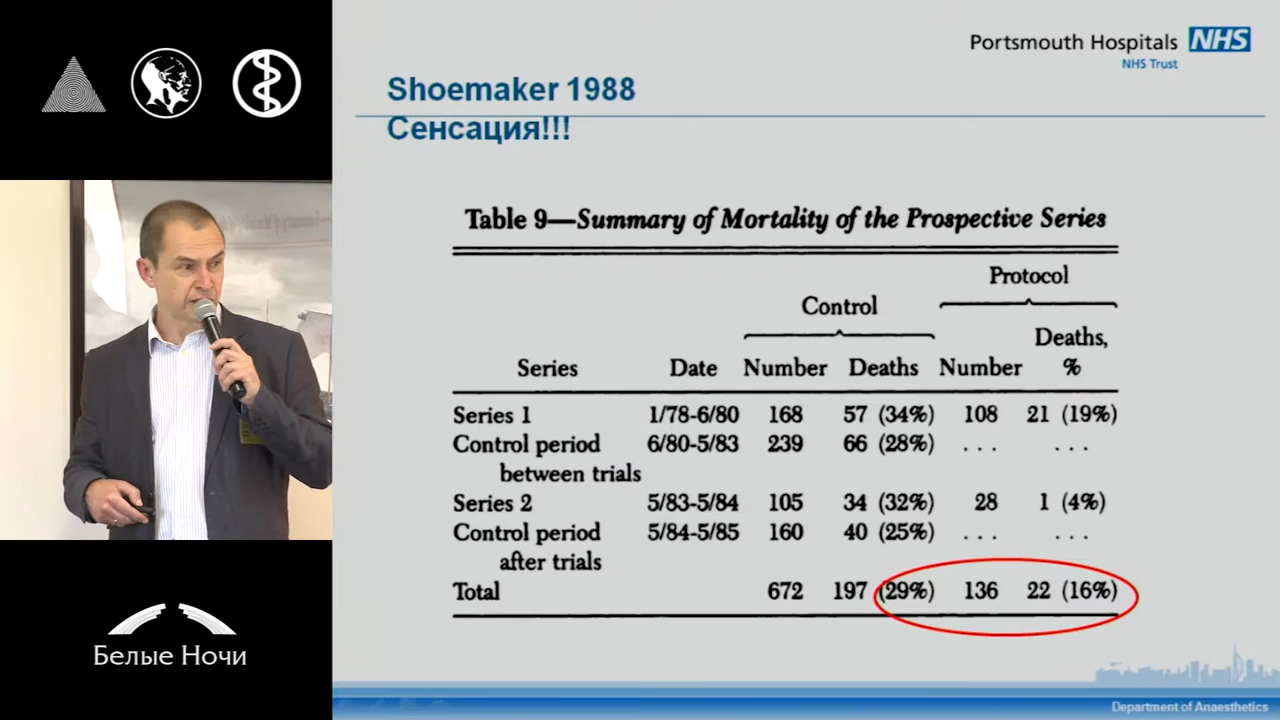 Portsmouth Hospitals NHS
NHS Trust
Shoemaker 1988
Сенсация!!!
Table 9—Summary of Mortality of the Prospective Series
Protocol
Control
Deaths,
Series Date Number Deaths Number %
Series 1 1/78-6/80 168 57 (34%) 108 21 (19%)
Control period 6/80-5/83 239 66 (28%) ... ...
between trials
Series 2 5/83-5/84 105 34 (32%) 28 1 (4%)
Control period 5/84-5/85 160 40 (25%) ... ...
after trials
Total 672 197 (29%) 136 22 (16%)
Белые Ночи
Department of Anaesthetics